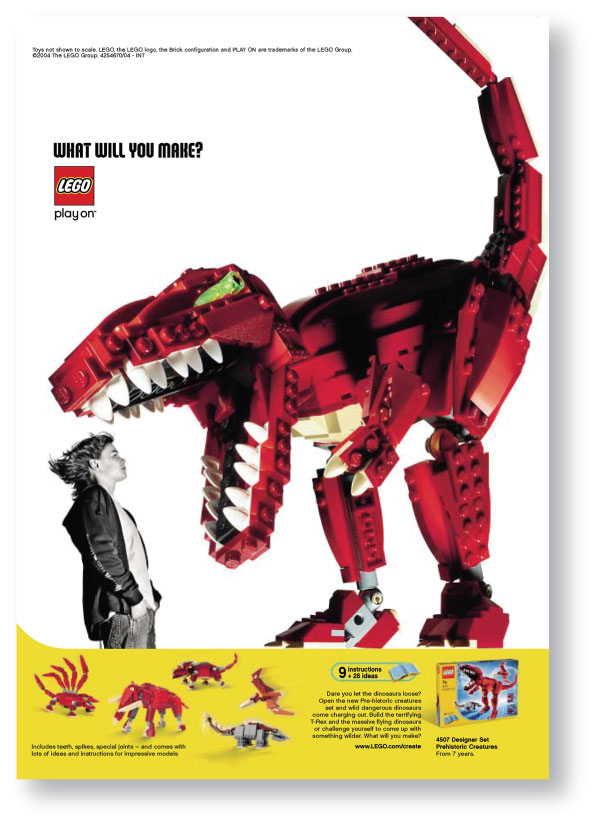 Toys not shown to scale. LEGO, the LEGO logo, the Brick configuration and PLAY ON are trademarks of the LEGO Group.
©2004 The LEGO Group. 4254670/04 - INT
WHAT WILL YOU MAKE?
LEGO
play on™
9 instructions
+ 26 ideas
Dare you let the dinosaurs loose?
Open the new Pre-historic creatures
set and wild dangerous dinosaurs
come charging out. Build the terrifying
T-Rex and the massive flying dinosaurs
or challenge yourself to come up with
something wilder. What will you make?
www.LEGO.com/create
LEGO
4507 Designer Set
Prehistoric Creatures
From 7 years.
Includes teeth, spikes, special joints – and comes with
lots of ideas and instructions for impressive models